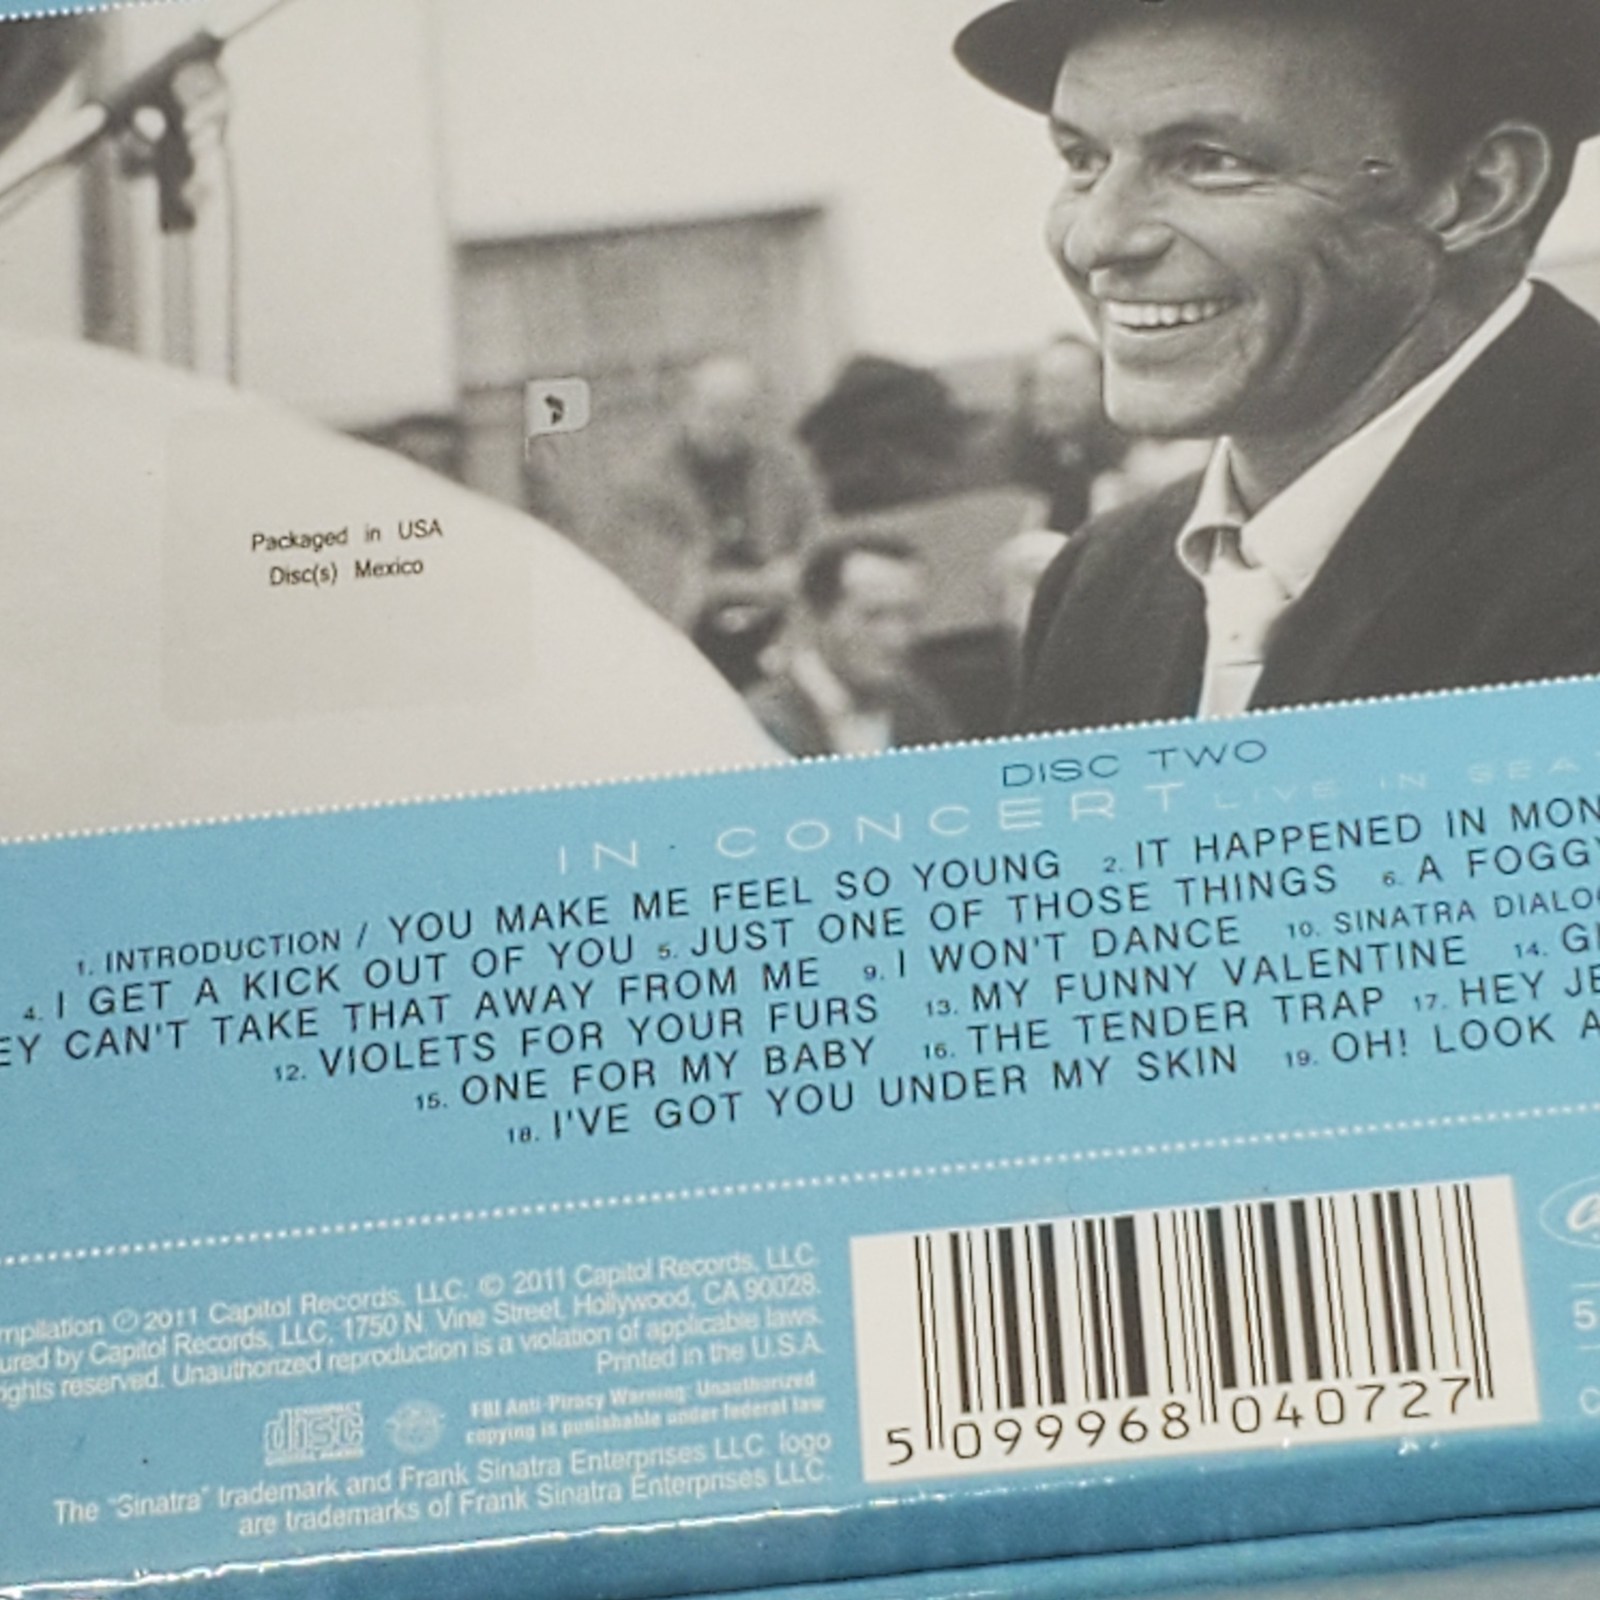 Packaged in USA
Disc(s) Mexico
DISC TWO
IN CONCERT LIVE IN
1. INTRODUCTION / YOU MAKE ME FEEL SO YOUNG 2. IT HAPPENED IN MON
4. I GET A KICK OUT OF YOU 5. JUST ONE OF THOSE THINGS 6. A FOGGY
EY CAN'T TAKE THAT AWAY FROM ME 9. I WON'T DANCE 10. SINATRA DIALO
12. VIOLETS FOR YOUR FURS 13. MY FUNNY VALENTINE 14.
15. ONE FOR MY BABY 16. THE TENDER TRAP 17. HEY JE
18. I'VE GOT YOU UNDER MY SKIN 19. OH! LOOK A
mpilation ℗ 2011 Capitol Records, LLC. © 2011 Capitol Records, LLC.
ured by Capitol Records, LLC, 1750 N. Vine Street, Hollywood, CA 90028.
ights reserved. Unauthorized reproduction is a violation of applicable laws.
Printed in the U.S.A.
COMPACT disc
FBI Anti-Piracy Warning: Unauthorized
copying is punishable under federal law
The "Sinatra" trademark and Frank Sinatra Enterprises LLC logo
are trademarks of Frank Sinatra Enterprises LLC.
5 099968 040727
5